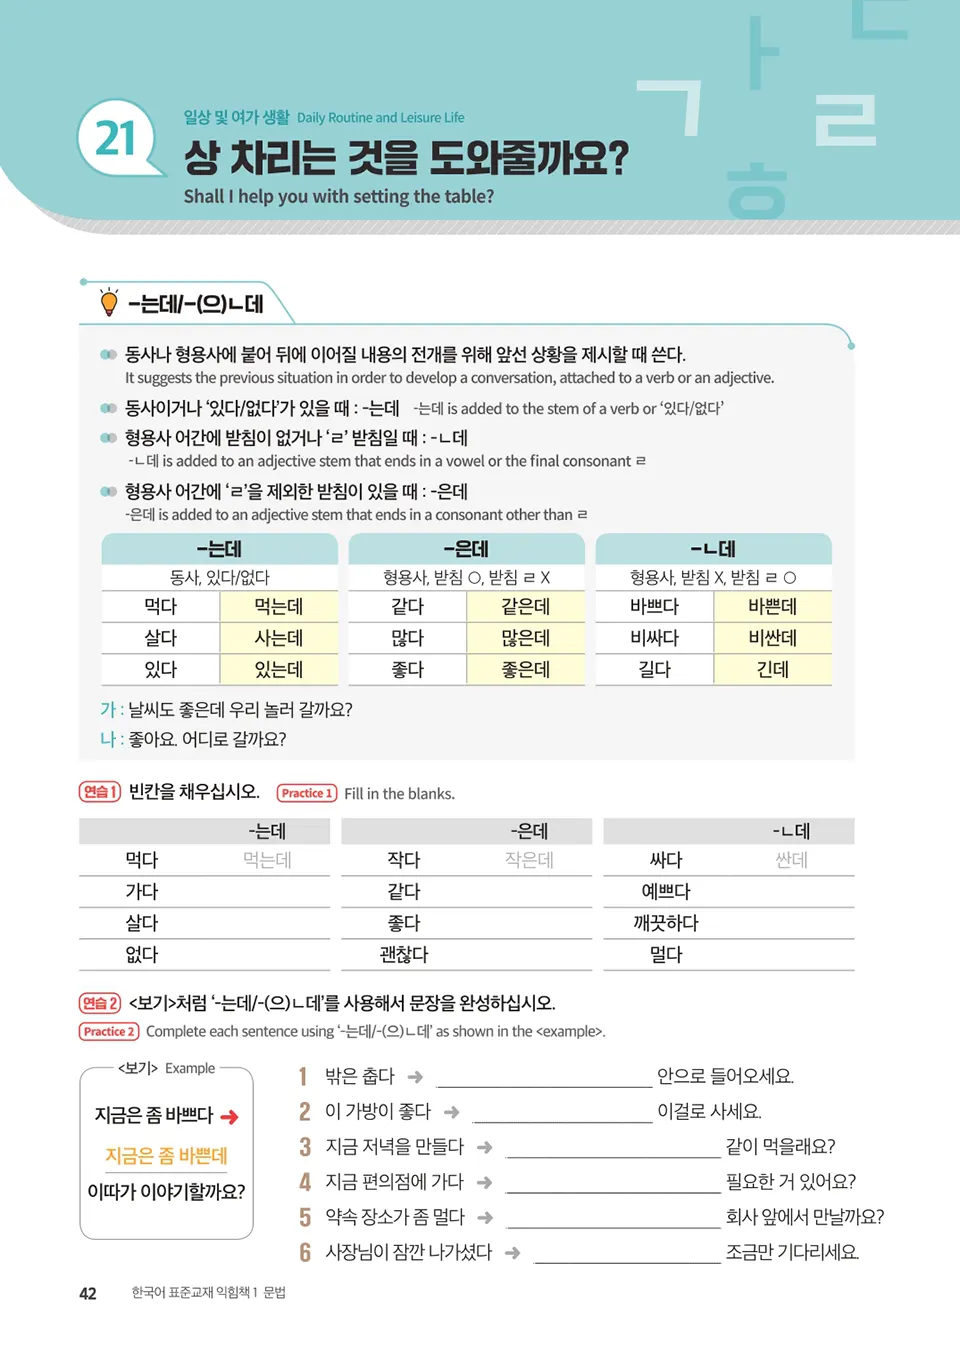 ㅏ ㄷ
ㄱ ㄹ
ㅎ
21
일상 및 여가 생활 Daily Routine and Leisure Life
상 차리는 것을 도와줄까요?
Shall I help you with setting the table?
-는데/-(으)ㄴ데
동사나 형용사에 붙어 뒤에 이어질 내용의 전개를 위해 앞선 상황을 제시할 때 쓴다.
It suggests the previous situation in order to develop a conversation, attached to a verb or an adjective.
동사이거나 ‘있다/없다’가 있을 때 : -는데 -는데 is added to the stem of a verb or ‘있다/없다’
형용사 어간에 받침이 없거나 ‘ㄹ’ 받침일 때 : -ㄴ데
-ㄴ데 is added to an adjective stem that ends in a vowel or the final consonant ㄹ
형용사 어간에 ‘ㄹ’을 제외한 받침이 있을 때 : -은데
-은데 is added to an adjective stem that ends in a consonant other than ㄹ
-는데 -은데 -ㄴ데
동사, 있다/없다 형용사, 받침 O, 받침 ㄹ X 형용사, 받침 X, 받침 ㄹ O
먹다 먹는데 같다 같은데 바쁘다 바쁜데
살다 사는데 많다 많은데 비싸다 비싼데
있다 있는데 좋다 좋은데 길다 긴데
가 : 날씨도 좋은데 우리 놀러 갈까요?
나 : 좋아요. 어디로 갈까요?
연습 1 빈칸을 채우십시오. Practice 1 Fill in the blanks.
-는데 -은데 -ㄴ데
먹다 먹는데 작다 작은데 싸다 싼데
가다 같다 예쁘다
살다 좋다 깨끗하다
없다 괜찮다 멀다
연습 2 <보기>처럼 ‘-는데/-(으)ㄴ데’를 사용해서 문장을 완성하십시오.
Practice 2 Complete each sentence using ‘-는데/-(으)ㄴ데’ as shown in the <example>.
<보기> Example
지금은 좀 바쁘다 ➜
지금은 좀 바쁜데
이따가 이야기할까요?
1 밖은 춥다 ➜ ____ 안으로 들어오세요.
2 이 가방이 좋다 ➜ ____ 이걸로 사세요.
3 지금 저녁을 만들다 ➜ ____ 같이 먹을래요?
4 지금 편의점에 가다 ➜ ____ 필요한 거 있어요?
5 약속 장소가 좀 멀다 ➜ ____ 회사 앞에서 만날까요?
6 사장님이 잠깐 나가셨다 ➜ ____ 조금만 기다리세요.
42 한국어 표준교재 익힘책 1 문법